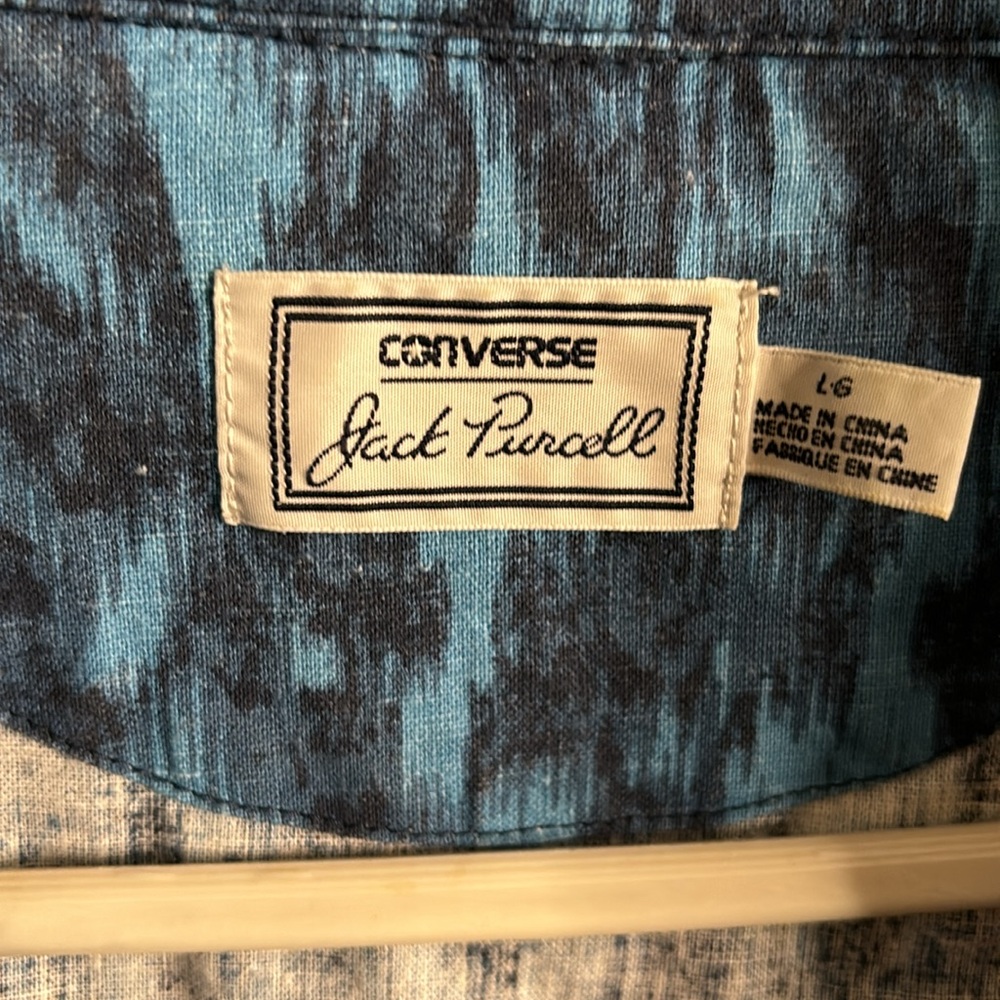 CONVERSE
Jack Purcell
L·G
MADE IN CHINA
HECHO EN CHINA
FABRIQUE EN CHINE